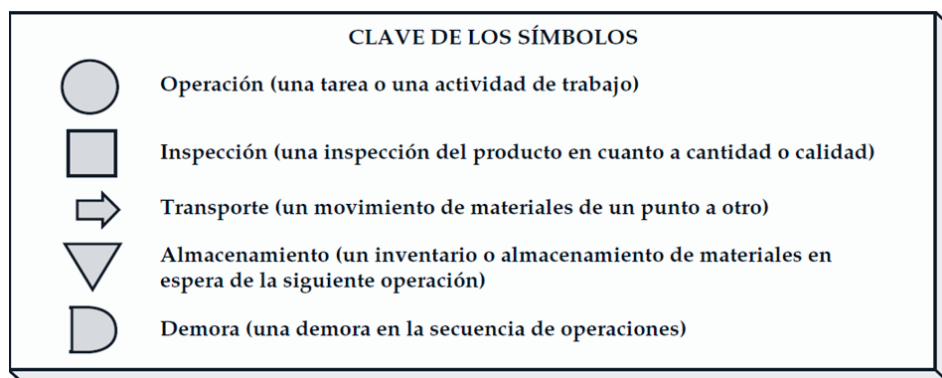 CLAVE DE LOS SÍMBOLOS
Operación (una tarea o una actividad de trabajo)
Inspección (una inspección del producto en cuanto a cantidad o calidad)
Transporte (un movimiento de materiales de un punto a otro)
Almacenamiento (un inventario o almacenamiento de materiales en
espera de la siguiente operación)
Demora (una demora en la secuencia de operaciones)